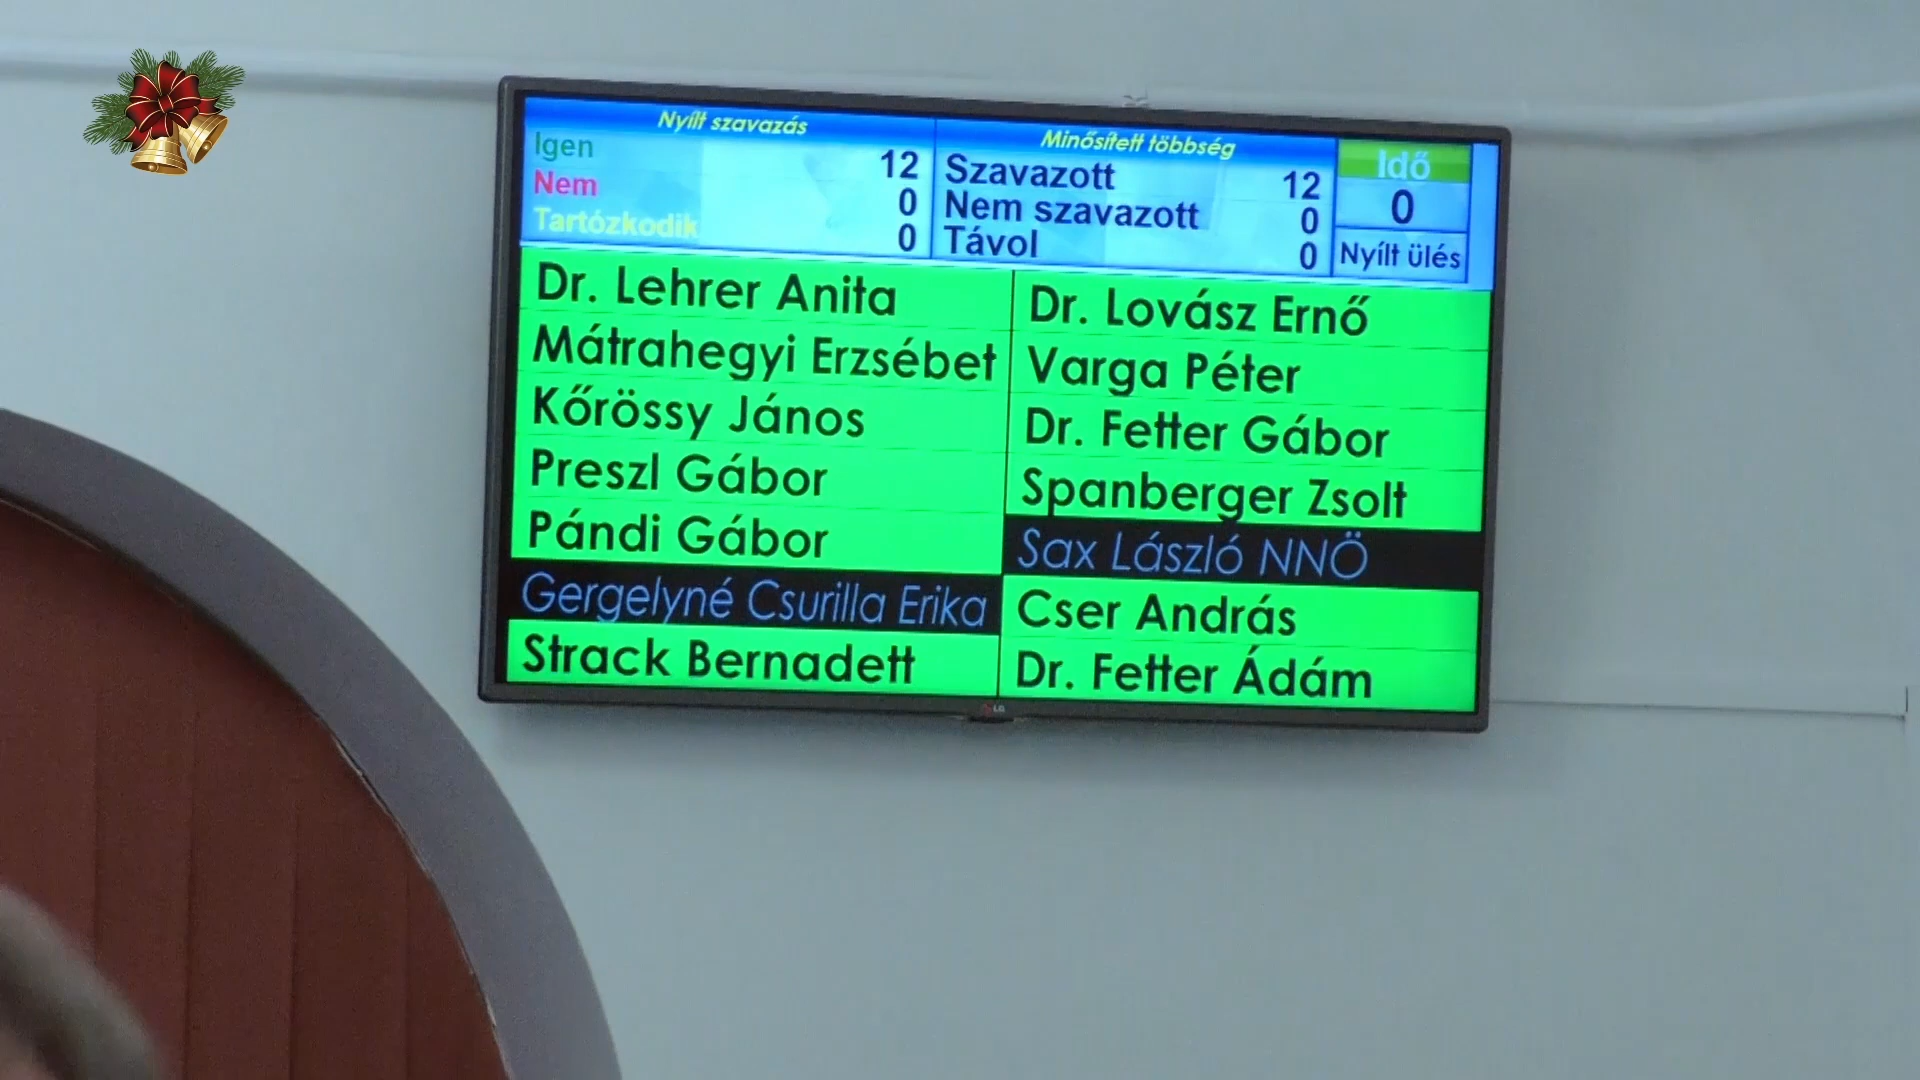 Nyílt szavazás
Igen 12
Nem 0
Tartózkodik 0
Minősített többség
Szavazott 12
Nem szavazott 0
Távol 0
Idő
0
Nyílt ülés
Dr. Lehrer Anita
Mátrahegyi Erzsébet
Kőrössy János
Preszl Gábor
Pándi Gábor
Gergelyné Csurilla Erika
Strack Bernadett
Dr. Lovász Ernő
Varga Péter
Dr. Fetter Gábor
Spanberger Zsolt
Sax László NNÖ
Cser András
Dr. Fetter Ádám
LG